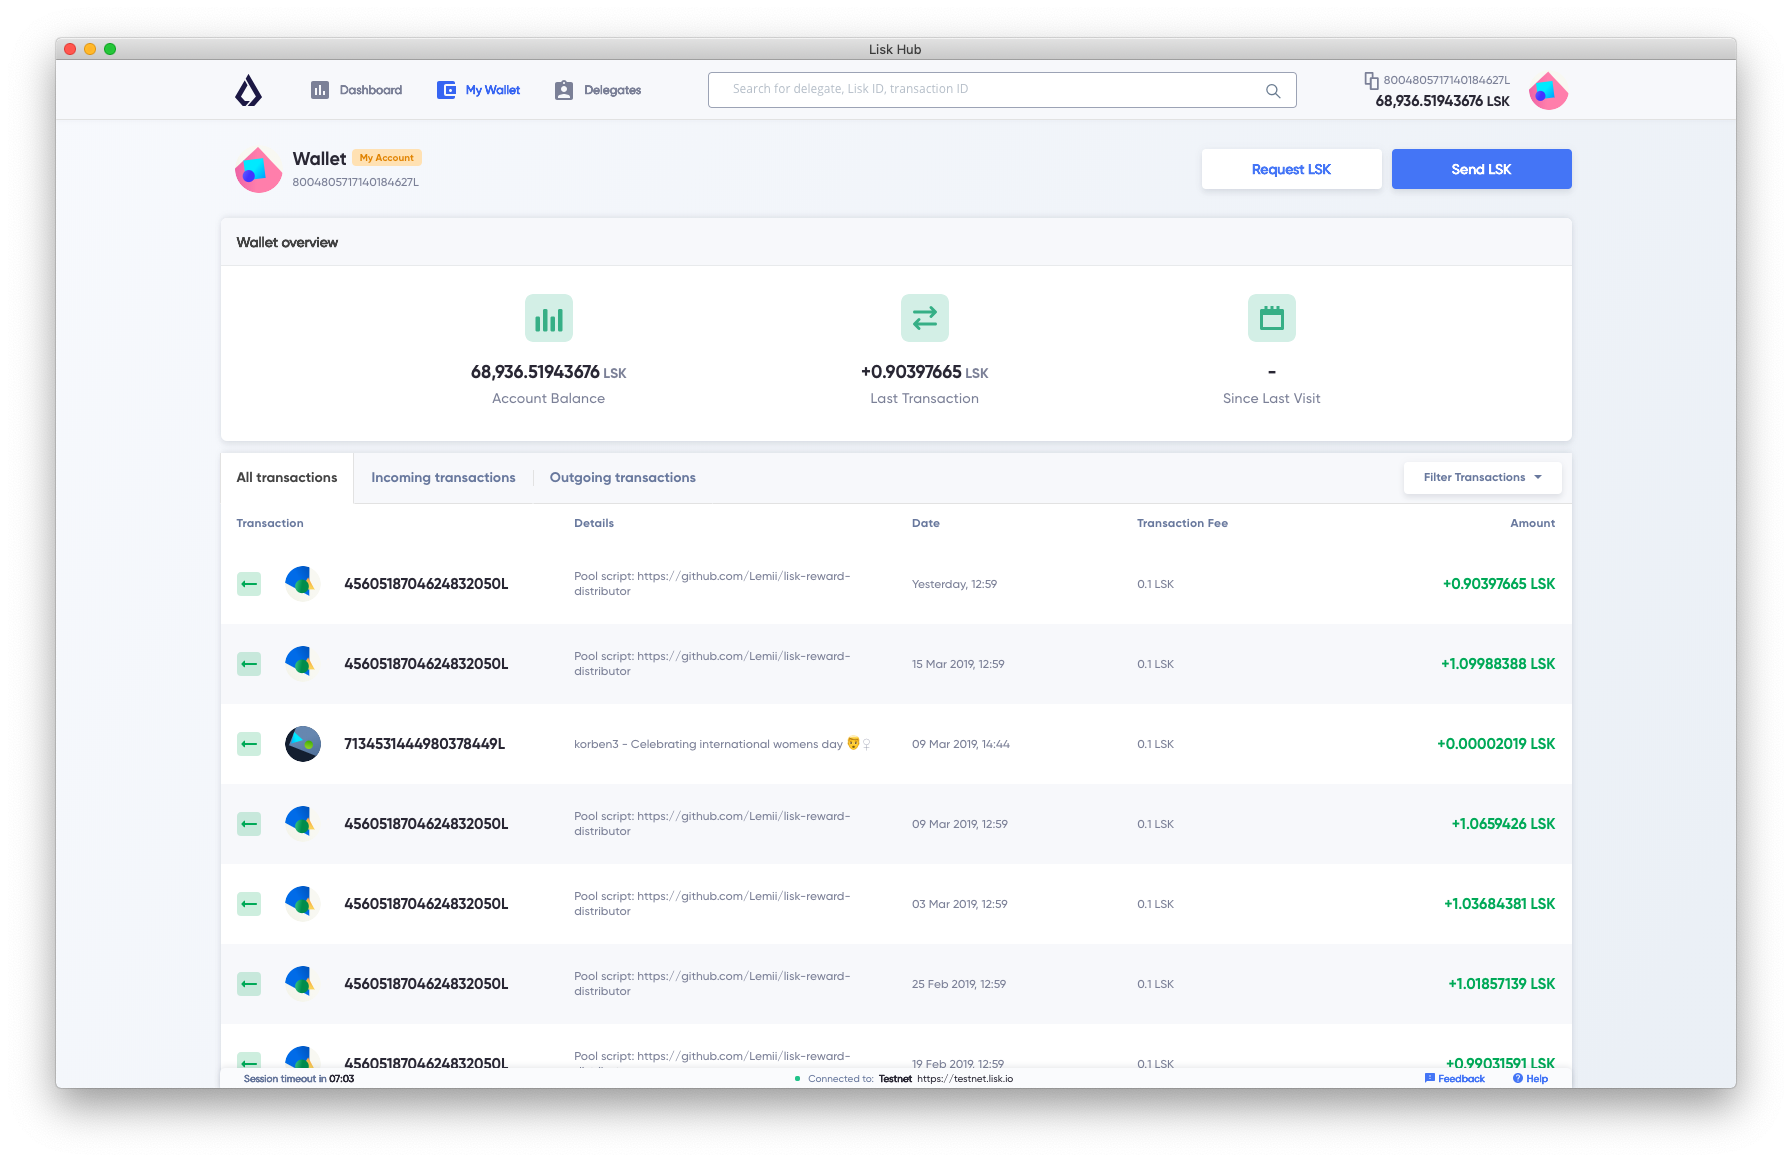 Lisk Hub
Dashboard
My Wallet
Delegates
Search for delegate, Lisk ID, transaction ID
8004805717140184627L
68,936.51943676 LSK
Wallet My Account
8004805717140184627L
Request LSK
Send LSK
Wallet overview
68,936.51943676 LSK
Account Balance
+0.90397665 LSK
Last Transaction
-
Since Last Visit
All transactions
Incoming transactions
Outgoing transactions
Filter Transactions
Transaction
Details
Date
Transaction Fee
Amount
4560518704624832050L
Pool script: https://github.com/Lemii/lisk-reward-
distributor
Yesterday, 12:59
0.1 LSK
+0.90397665 LSK
4560518704624832050L
Pool script: https://github.com/Lemii/lisk-reward-
distributor
15 Mar 2019, 12:59
0.1 LSK
+1.09988388 LSK
7134531444980378449L
korben3 - Celebrating international womens day 🤴♀
09 Mar 2019, 14:44
0.1 LSK
+0.00002019 LSK
4560518704624832050L
Pool script: https://github.com/Lemii/lisk-reward-
distributor
09 Mar 2019, 12:59
0.1 LSK
+1.0659426 LSK
4560518704624832050L
Pool script: https://github.com/Lemii/lisk-reward-
distributor
03 Mar 2019, 12:59
0.1 LSK
+1.03684381 LSK
4560518704624832050L
Pool script: https://github.com/Lemii/lisk-reward-
distributor
25 Feb 2019, 12:59
0.1 LSK
+1.01857139 LSK
4560518704624832050L
Pool script: https://github.com/Lemii/lisk-reward-
19 Feb 2019, 12:59
0.1 LSK
+0.99031591 LSK
Session timeout in 07:03
Connected to: Testnet https://testnet.lisk.io
Feedback
Help